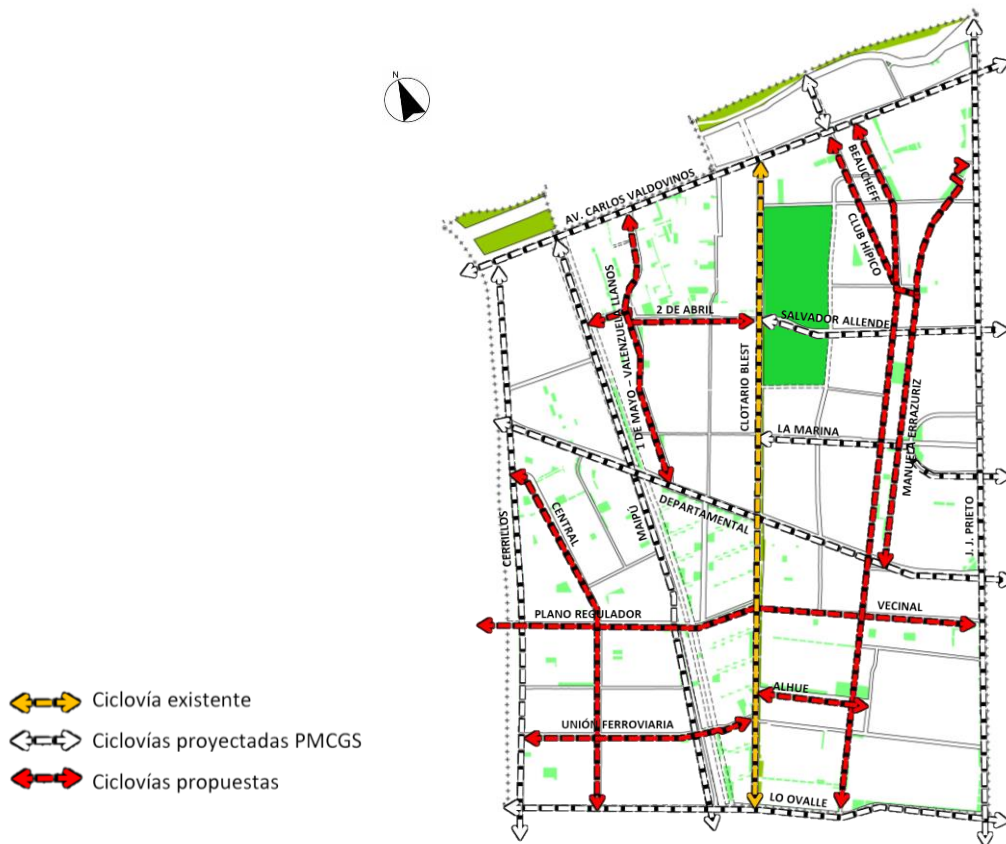 N
AV. CARLOS VALDOVINOS
BEAUCHEFF
CLUB HÍPICO
1 DE MAYO – VALENZUELA LLANOS
2 DE ABRIL
SALVADOR ALLENDE
CLOTARIO BLEST
LA MARINA
MANUELA ERRAZURIZ
J. J. PRIETO
CERRILLOS
CENTRAL
MAIPÚ
DEPARTAMENTAL
PLANO REGULADOR
VECINAL
ALHUE
UNIÓN FERROVIARIA
LO OVALLE
Ciclovía existente
Ciclovías proyectadas PMCGS
Ciclovías propuestas